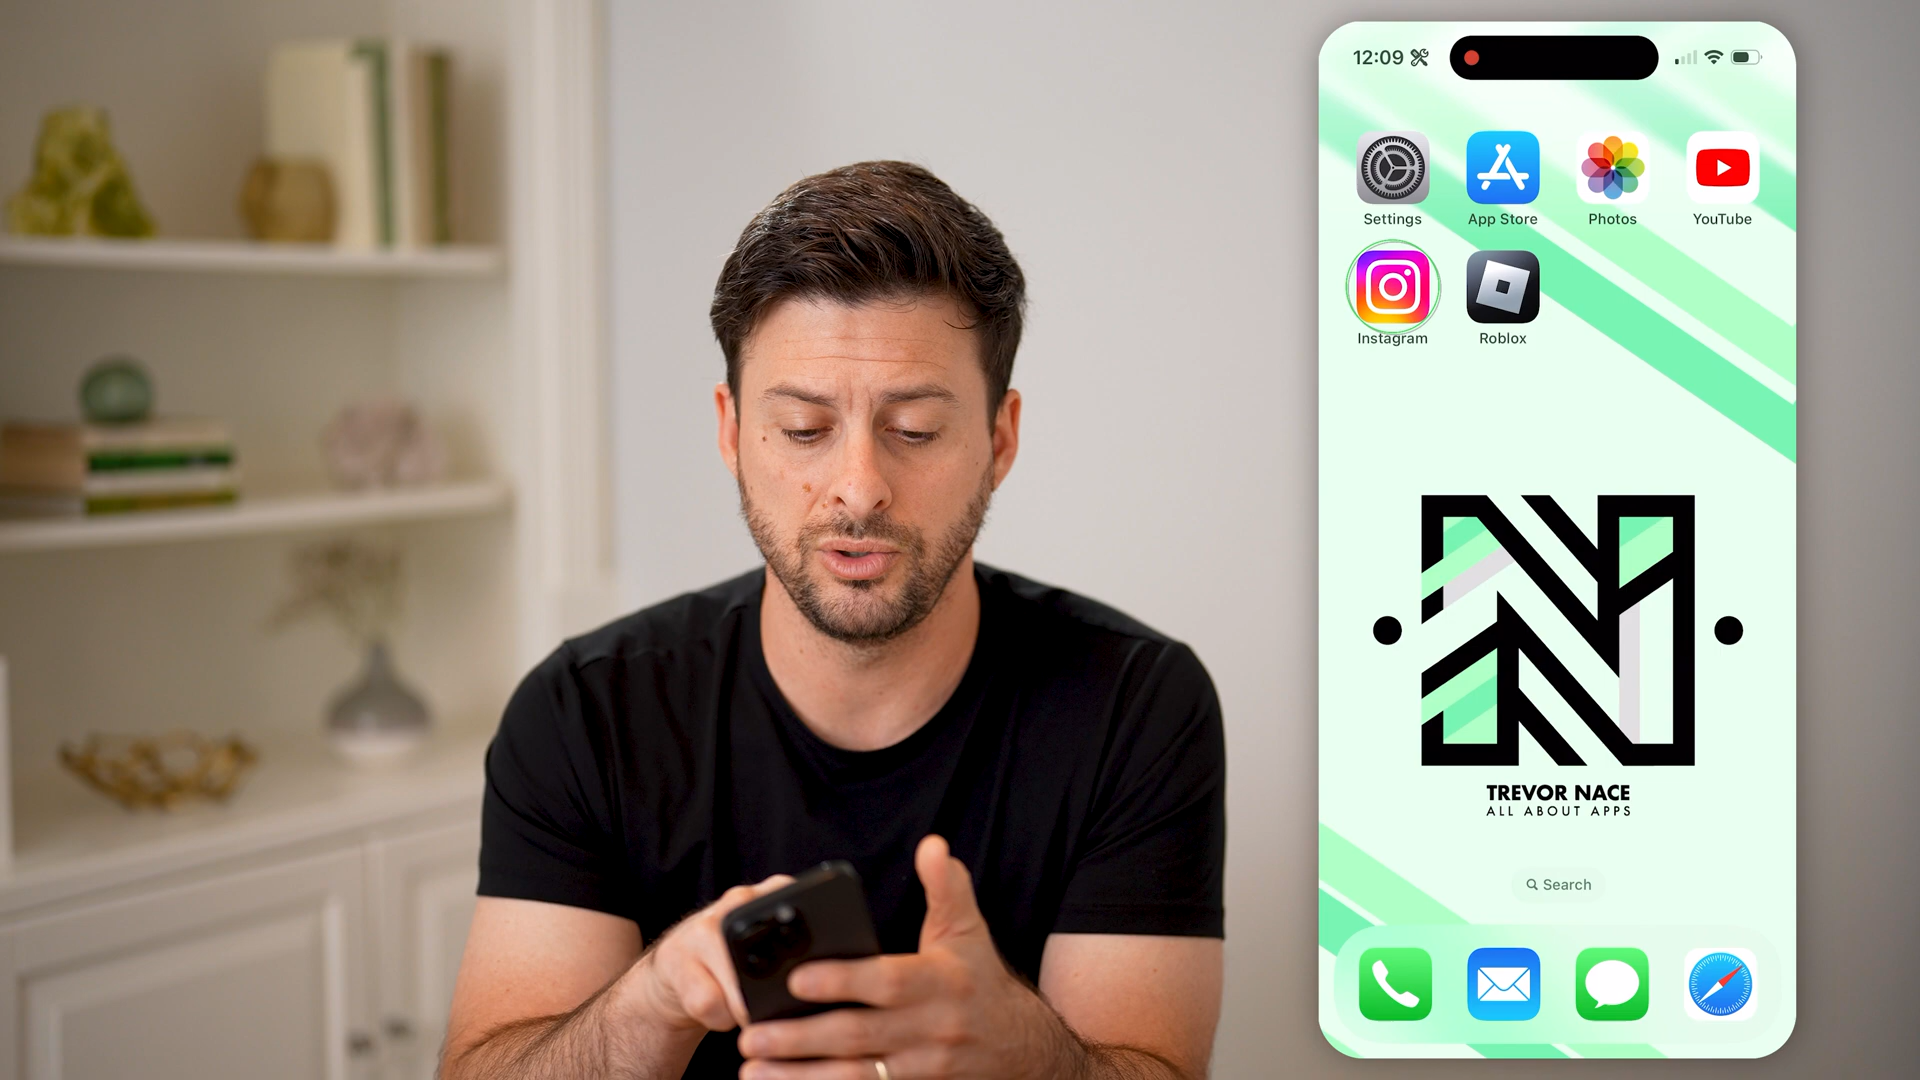 12:09
Settings
App Store
Photos
YouTube
Instagram
Roblox
TREVOR NACE
ALL ABOUT APPS
Search